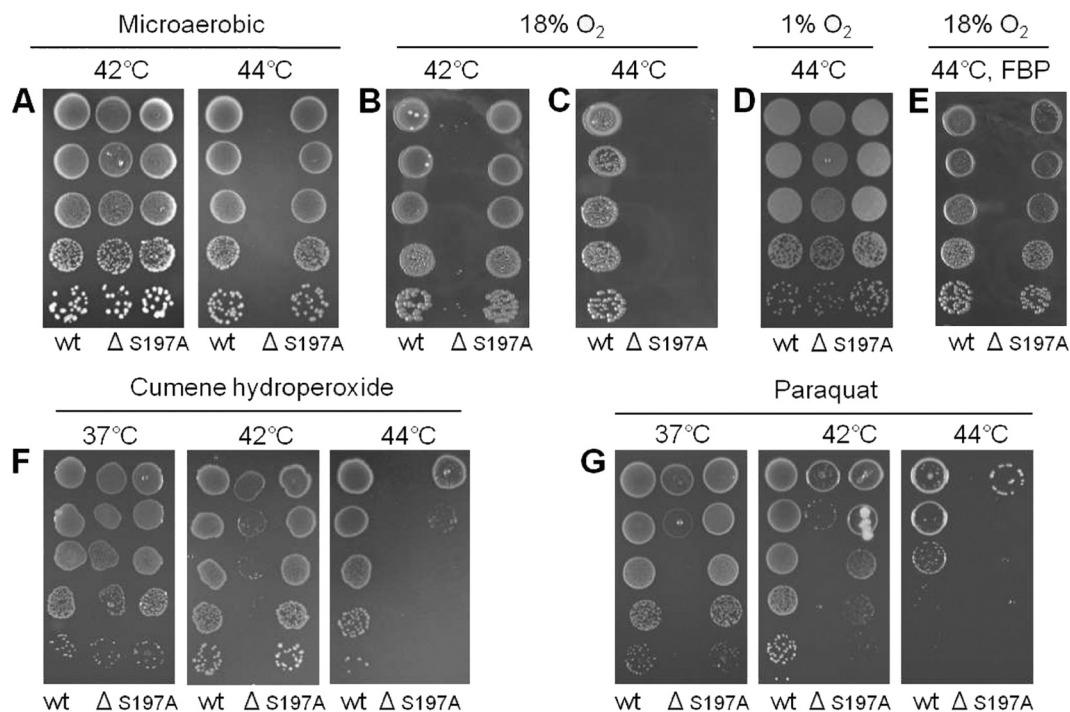 Microaerobic 18% O₂ 1% O₂ 18% O₂
42°C 44°C 42°C 44°C 44°C 44°C, FBP
A B C D E
wt Δ S197A wt Δ S197A wt Δ S197A wt Δ S197A wt Δ S197A wt Δ S197A
Cumene hydroperoxide Paraquat
37°C 42°C 44°C 37°C 42°C 44°C
F G
wt Δ S197A wt Δ S197A wt Δ S197A wt Δ S197A wt Δ S197A wt Δ S197A